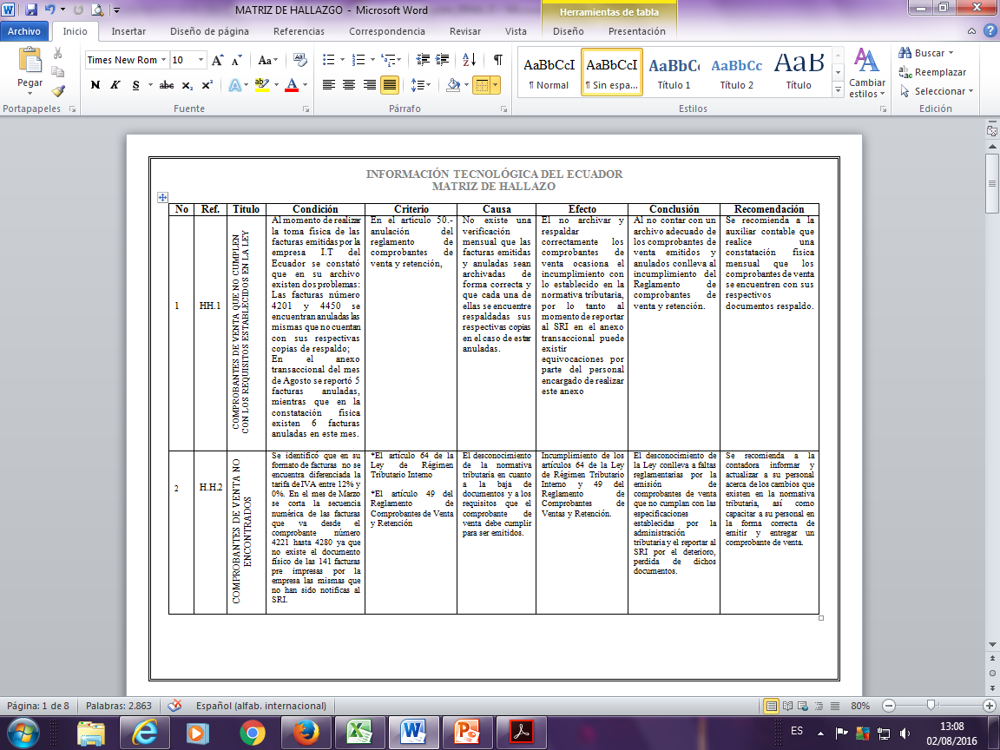 MATRIZ DE HALLAZGO - Microsoft Word
Herramientas de tabla
Archivo
Inicio
Insertar
Diseño de página
Referencias
Correspondencia
Revisar
Vista
Diseño
Presentación
Pegar
Times New Rom
10
Portapapeles
Fuente
Párrafo
AaBbCcI
¶ Normal
AaBbCcI
¶ Sin espa...
AaBbC
Título 1
AaBbCc
Título 2
AaB
Título
Cambiar
estilos
Estilos
Buscar
Reemplazar
Seleccionar
Edición
INFORMACIÓN TECNOLÓGICA DEL ECUADOR
MATRIZ DE HALLAZO
No
Ref.
Titulo
Condición
Criterio
Causa
Efecto
Conclusión
Recomendación
1
HH.1
COMPROBANTES DE VENTA QUE NO CUMPLEN
CON LOS REQUISITOS ESTABLECIDOS EN LA LEY
Al momento de realizar
la toma fisica de las
facturas emitidas por la
empresa I.T del
Ecuador se constató
que en su archivo
existen dos problemas:
Las facturas número
4201 y 4450 se
encuentran anuladas las
mismas que no cuentan
con sus respectivas
copias de respaldo;
En el anexo
transaccional del mes
de Agosto se reportó 5
facturas anuladas,
mientras que en la
constatación fisica
existen 6 facturas
anuladas en este mes.
En el articulo 50.-
anulación del
reglamento de
comprobantes de
venta y retención,
No existe una
verificación
mensual que las
facturas emitidas
y anuladas sean
archivadas de
forma correcta y
que cada una de
ellas se encuentre
respaldadas sus
respectivas copias
en el caso de estar
anuladas.
El no archivar y
respaldar
correctamente los
comprobantes de
venta ocasiona el
incumplimiento con
lo establecido en la
normativa tributaria,
por lo tanto al
momento de reportar
al SRI en el anexo
transaccional puede
existir
equivocaciones por
parte del personal
encargado de realizar
este anexo
Al no contar con un
archivo adecuado de
los comprobantes de
venta emitidos y
anulados conlleva al
incumplimiento del
Reglamento de
comprobantes de
venta y retención.
Se recomienda a la
auxiliar contable que
realice una
constatación fisica
mensual que los
comprobantes de venta
se encuentren con sus
respectivos
documentos respaldo.
2
H.H.2
COMPROBANTES DE VENTA NO
ENCONTRADOS
Se identificó que en su
formato de facturas no se
encuentra diferenciada la
tarifa de IVA entre 12% y
0%. En el mes de Marzo
se corta la secuencia
numérica de las facturas
que va desde el
comprobante número
4221 hasta 4280 ya que
no existe el documento
físico de las 141 facturas
pre impresas por la
empresa las mismas que
no han sido notificas al
SRI.
*El artículo 64 de la
Ley de Régimen
Tributario Interno
*El artículo 49 del
Reglamento de
Comprobantes de Venta
y Retención
El desconocimiento
de la normativa
tributaria en cuanto
a la baja de
documentos y a los
requisitos que el
comprobante de
venta debe cumplir
para ser emitidos.
Incumplimiento de los
artículos 64 de la Ley
de Régimen Tributario
Interno y 49 del
Reglamento de
Comprobantes de
Ventas y Retención.
El desconocimiento de
la Ley conlleva a faltas
reglamentarias por la
emisión de
comprobantes de venta
que no cumplan con las
especificaciones
establecidas por la
administración
tributaria y el reportar al
SRI por el deterioro,
perdida de dichos
documentos.
Se recomienda a la
contadora informar y
actualizar a su personal
acerca de los cambios que
existen en la normativa
tributaria, así como
capacitar a su personal en
la forma correcta de
emitir y entregar un
comprobante de venta.
Página: 1 de 8
Palabras: 2.863
Español (alfab. internacional)
80%
ES
13:08
02/08/2016